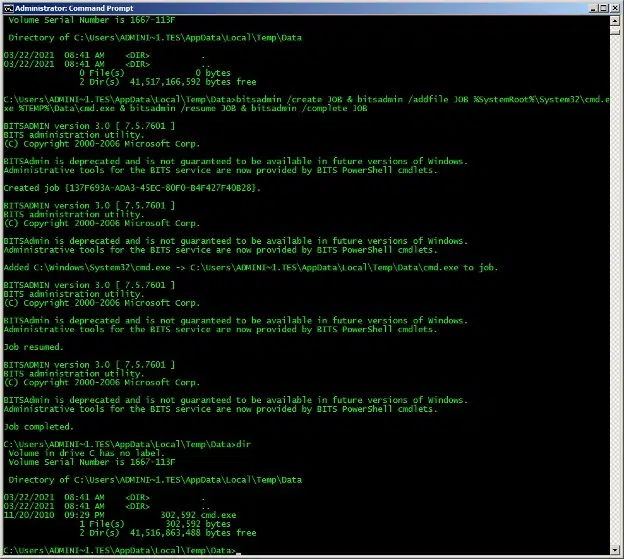 Administrator: Command Prompt
Volume Serial Number is 1667-113F
Directory of C:\Users\ADMINI~1.TES\AppData\Local\Temp\Data
03/22/2021 08:41 AM <DIR> .
03/22/2021 08:41 AM <DIR> ..
0 File(s) 0 bytes
2 Dir(s) 41,517,166,592 bytes free
C:\Users\ADMINI~1.TES\AppData\Local\Temp\Data>bitsadmin /create JOB & bitsadmin /addfile JOB %SystemRoot%\System32\cmd.e
xe %TEMP%\Data\cmd.exe & bitsadmin /resume JOB & bitsadmin /complete JOB
BITSADMIN version 3.0 [ 7.5.7601 ]
BITS administration utility.
(C) Copyright 2000-2006 Microsoft Corp.
BITSAdmin is deprecated and is not guaranteed to be available in future versions of Windows.
Administrative tools for the BITS service are now provided by BITS PowerShell cmdlets.
Created job {137F693A-ADA3-45EC-80F0-B4F427F40B28}.
BITSADMIN version 3.0 [ 7.5.7601 ]
BITS administration utility.
(C) Copyright 2000-2006 Microsoft Corp.
BITSAdmin is deprecated and is not guaranteed to be available in future versions of Windows.
Administrative tools for the BITS service are now provided by BITS PowerShell cmdlets.
Added C:\Windows\System32\cmd.exe -> C:\Users\ADMINI~1.TES\AppData\Local\Temp\Data\cmd.exe to job.
BITSADMIN version 3.0 [ 7.5.7601 ]
BITS administration utility.
(C) Copyright 2000-2006 Microsoft Corp.
BITSAdmin is deprecated and is not guaranteed to be available in future versions of Windows.
Administrative tools for the BITS service are now provided by BITS PowerShell cmdlets.
Job resumed.
BITSADMIN version 3.0 [ 7.5.7601 ]
BITS administration utility.
(C) Copyright 2000-2006 Microsoft Corp.
BITSAdmin is deprecated and is not guaranteed to be available in future versions of Windows.
Administrative tools for the BITS service are now provided by BITS PowerShell cmdlets.
Job completed.
C:\Users\ADMINI~1.TES\AppData\Local\Temp\Data>dir
Volume in drive C has no label.
Volume Serial Number is 1667-113F
Directory of C:\Users\ADMINI~1.TES\AppData\Local\Temp\Data
03/22/2021 08:41 AM <DIR> .
03/22/2021 08:41 AM <DIR> ..
11/20/2010 09:29 PM 302,592 cmd.exe
1 File(s) 302,592 bytes
2 Dir(s) 41,516,863,488 bytes free
C:\Users\ADMINI~1.TES\AppData\Local\Temp\Data>_